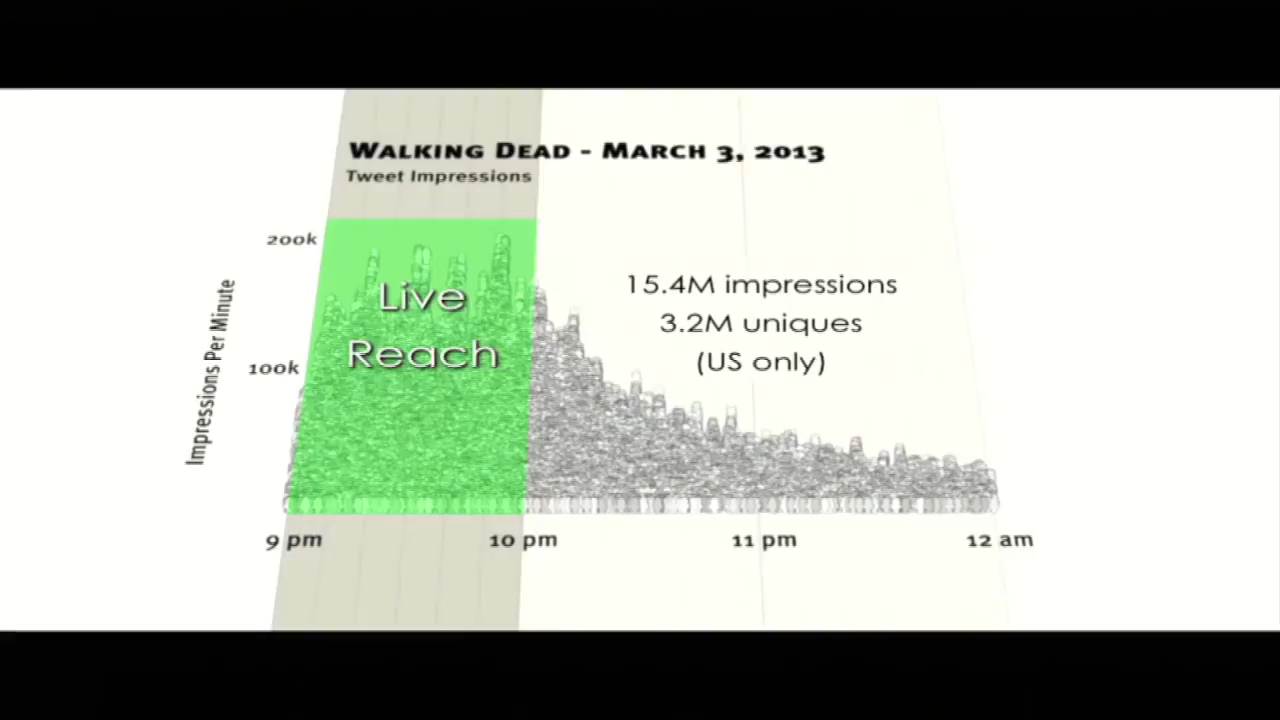 WALKING DEAD - MARCH 3, 2013
Tweet Impressions
200k
100k
Impressions Per Minute
Live
Reach
15.4M impressions
3.2M uniques
(US only)
9 pm
10 pm
11 pm
12 am